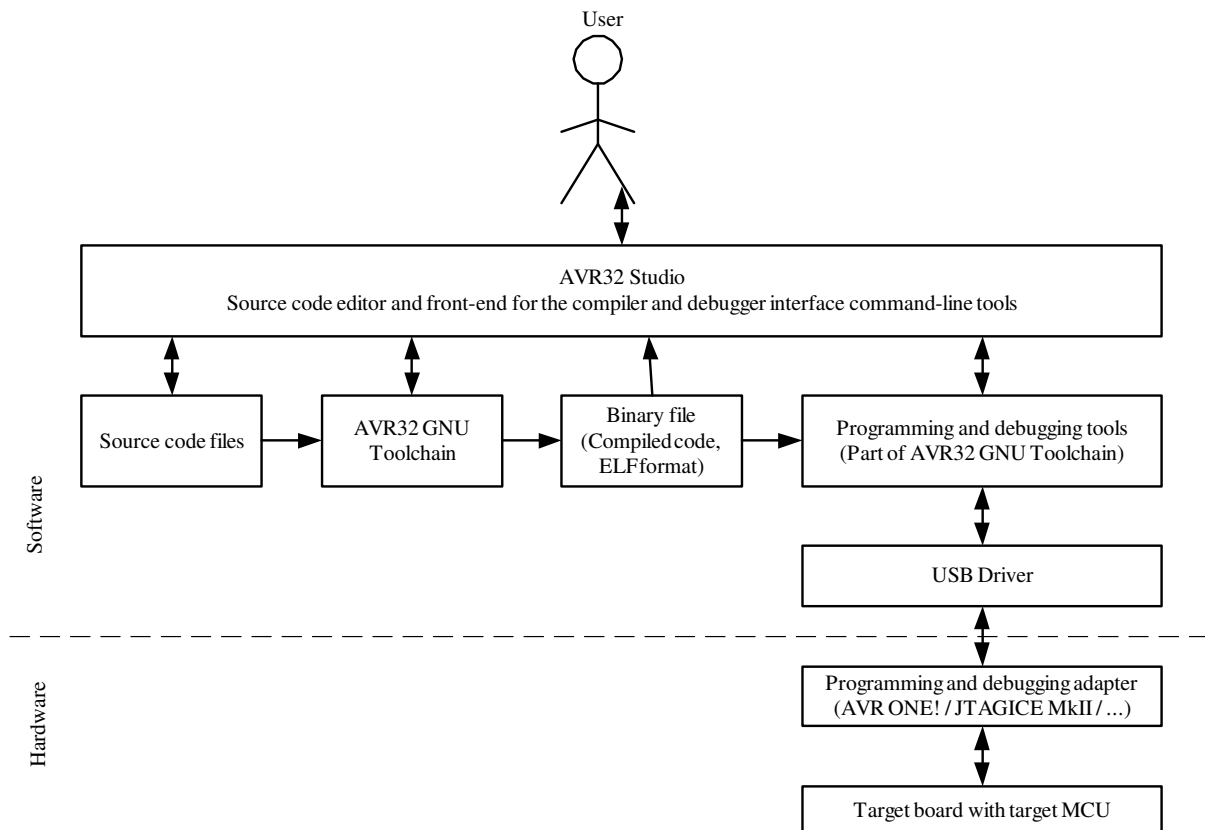 User
AVR32 Studio
Source code editor and front-end for the compiler and debugger interface command-line tools
Source code files
AVR32 GNU
Toolchain
Binary file
(Compiled code,
ELFformat)
Programming and debugging tools
(Part of AVR32 GNU Toolchain)
Software
USB Driver
Hardware
Programming and debugging adapter
(AVR ONE! / JTAGICE MkII / ...)
Target board with target MCU